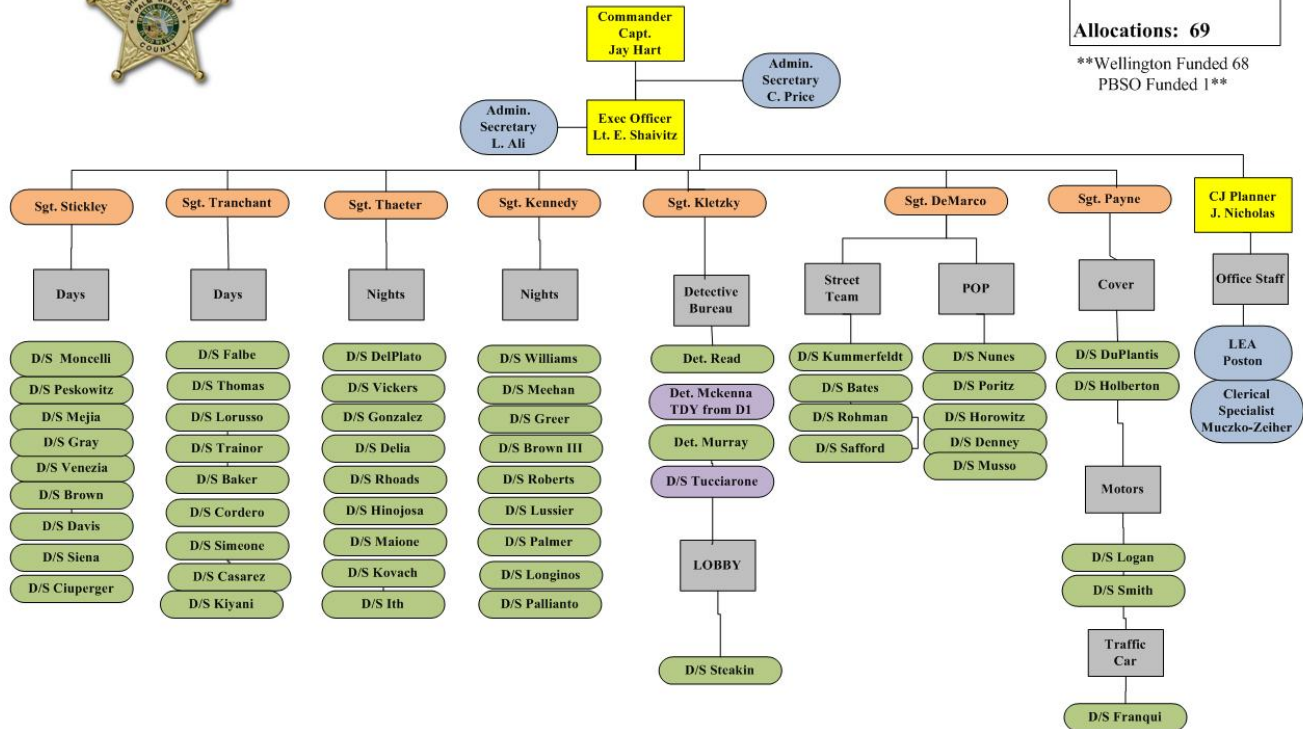 PALM BEACH
COUNTY
Commander
Capt.
Jay Hart
Allocations: 69
**Wellington Funded 68
PBSO Funded 1**
Admin.
Secretary
C. Price
Admin.
Secretary
L. Ali
Exec Officer
Lt. E. Shaivitz
Sgt. Stickley
Sgt. Tranchant
Sgt. Thaeter
Sgt. Kennedy
Sgt. Kletzky
Sgt. DeMarco
Sgt. Payne
CJ Planner
J. Nicholas
Days
Days
Nights
Nights
Detective
Bureau
Street
Team
POP
Cover
Office Staff
D/S Moncelli
D/S Peskowitz
D/S Mejia
D/S Gray
D/S Venezia
D/S Brown
D/S Davis
D/S Siena
D/S Ciuperger
D/S Falbe
D/S Thomas
D/S Lorusso
D/S Trainor
D/S Baker
D/S Cordero
D/S Simeone
D/S Casarez
D/S Kiyani
D/S DelPlato
D/S Vickers
D/S Gonzalez
D/S Delia
D/S Rhoads
D/S Hinojosa
D/S Maione
D/S Kovach
D/S Ith
D/S Williams
D/S Meehan
D/S Greer
D/S Brown III
D/S Roberts
D/S Lussier
D/S Palmer
D/S Longinos
D/S Pallianto
Det. Read
Det. Mckenna
TDY from D1
Det. Murray
D/S Tucciarone
LOBBY
D/S Steakin
D/S Kummerfeldt
D/S Bates
D/S Rohman
D/S Safford
D/S Nunes
D/S Poritz
D/S Horowitz
D/S Denney
D/S Musso
D/S DuPlantis
D/S Holberton
Motors
D/S Logan
D/S Smith
Traffic
Car
D/S Franqui
LEA
Poston
Clerical
Specialist
Muczko-Zeiher